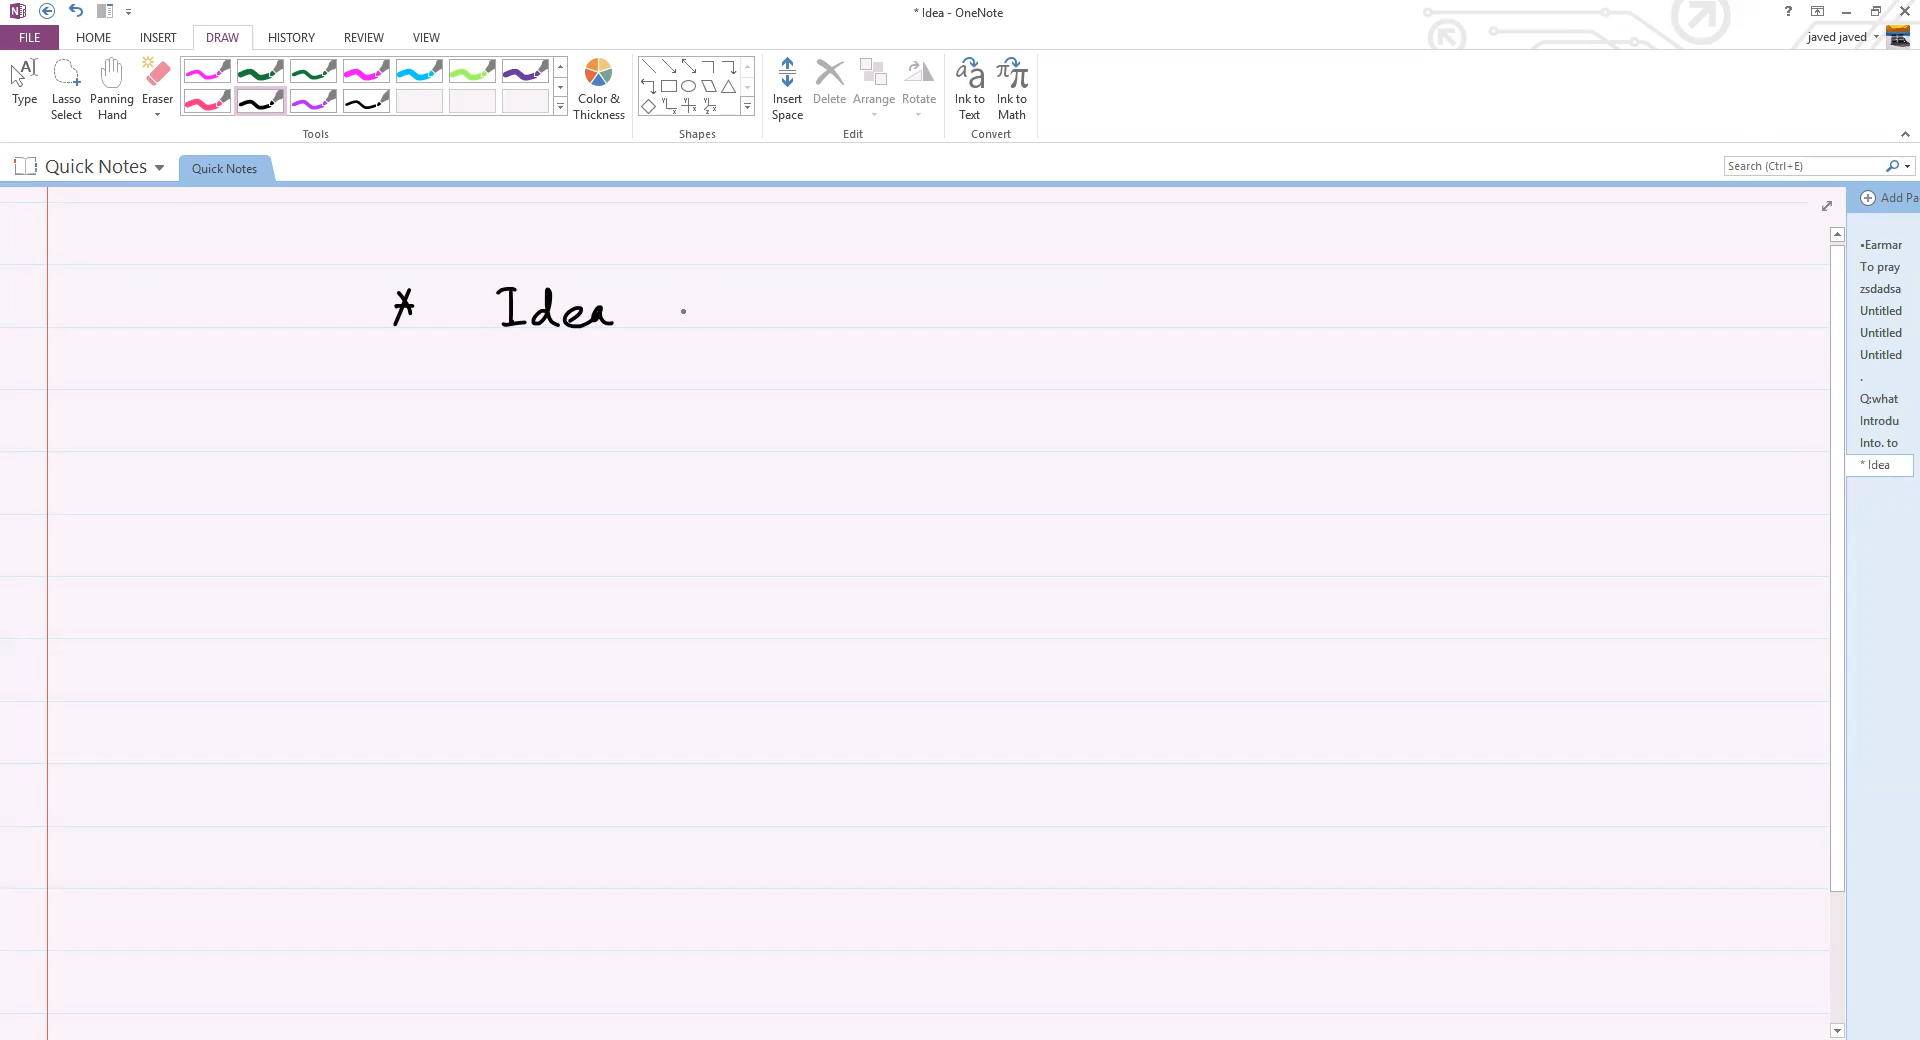 * Idea - OneNote
?
FILE HOME INSERT DRAW HISTORY REVIEW VIEW
javed javed
Type
Lasso Select
Panning Hand
Eraser
Color & Thickness
Insert Space
Delete
Arrange
Rotate
Ink to Text
Ink to Math
Tools
Shapes
Edit
Convert
Quick Notes
Quick Notes
Search (Ctrl+E)
Add Pa
•Earmar
To pray
zsdadsa
Untitled
Untitled
Untitled
.
Q;what
Introdu
Into. to
* Idea
* Idea